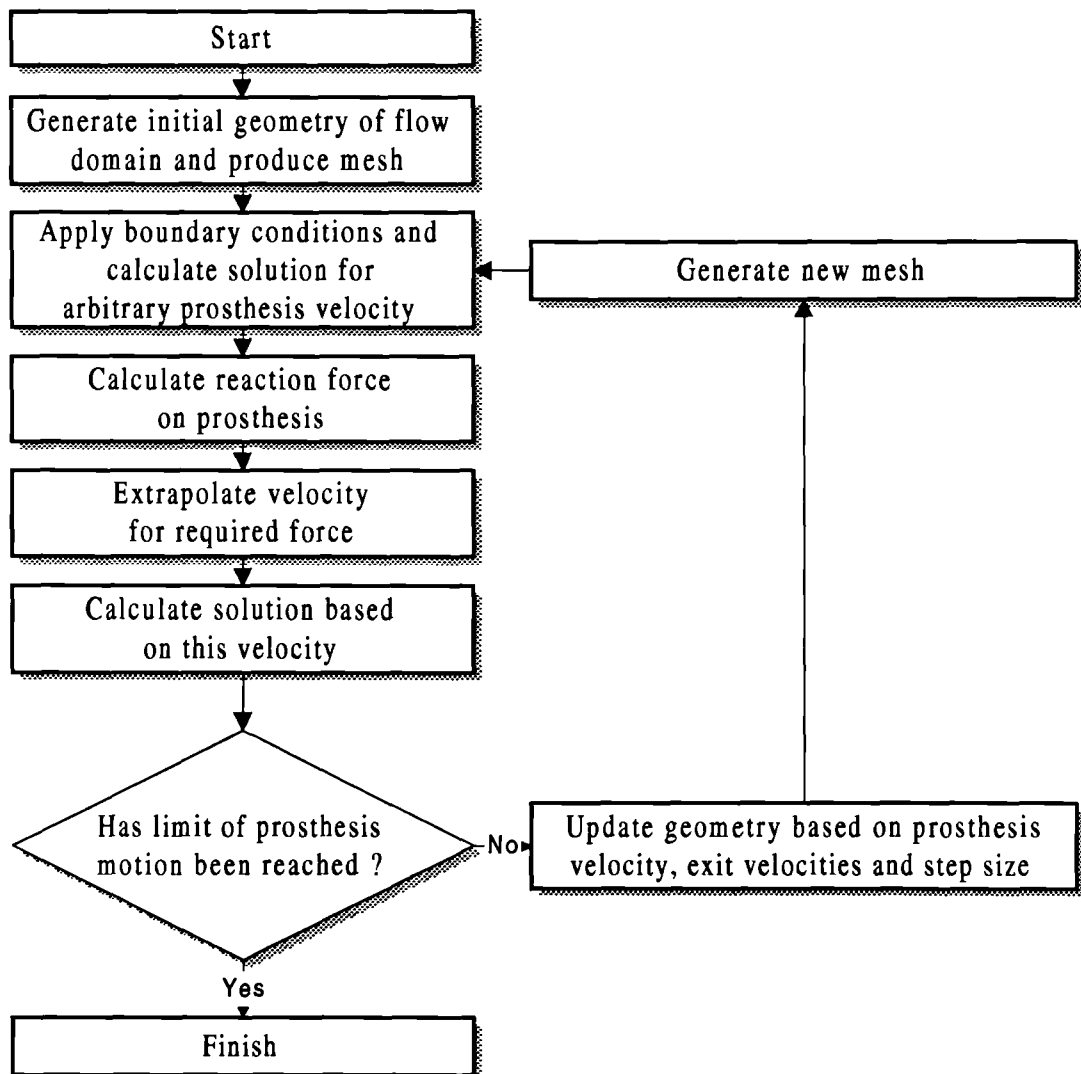 Start
Generate initial geometry of flow
domain and produce mesh
Apply boundary conditions and
calculate solution for
arbitrary prosthesis velocity
Generate new mesh
Calculate reaction force
on prosthesis
Extrapolate velocity
for required force
Calculate solution based
on this velocity
Has limit of prosthesis
motion been reached ?
No
Update geometry based on prosthesis
velocity, exit velocities and step size
Yes
Finish